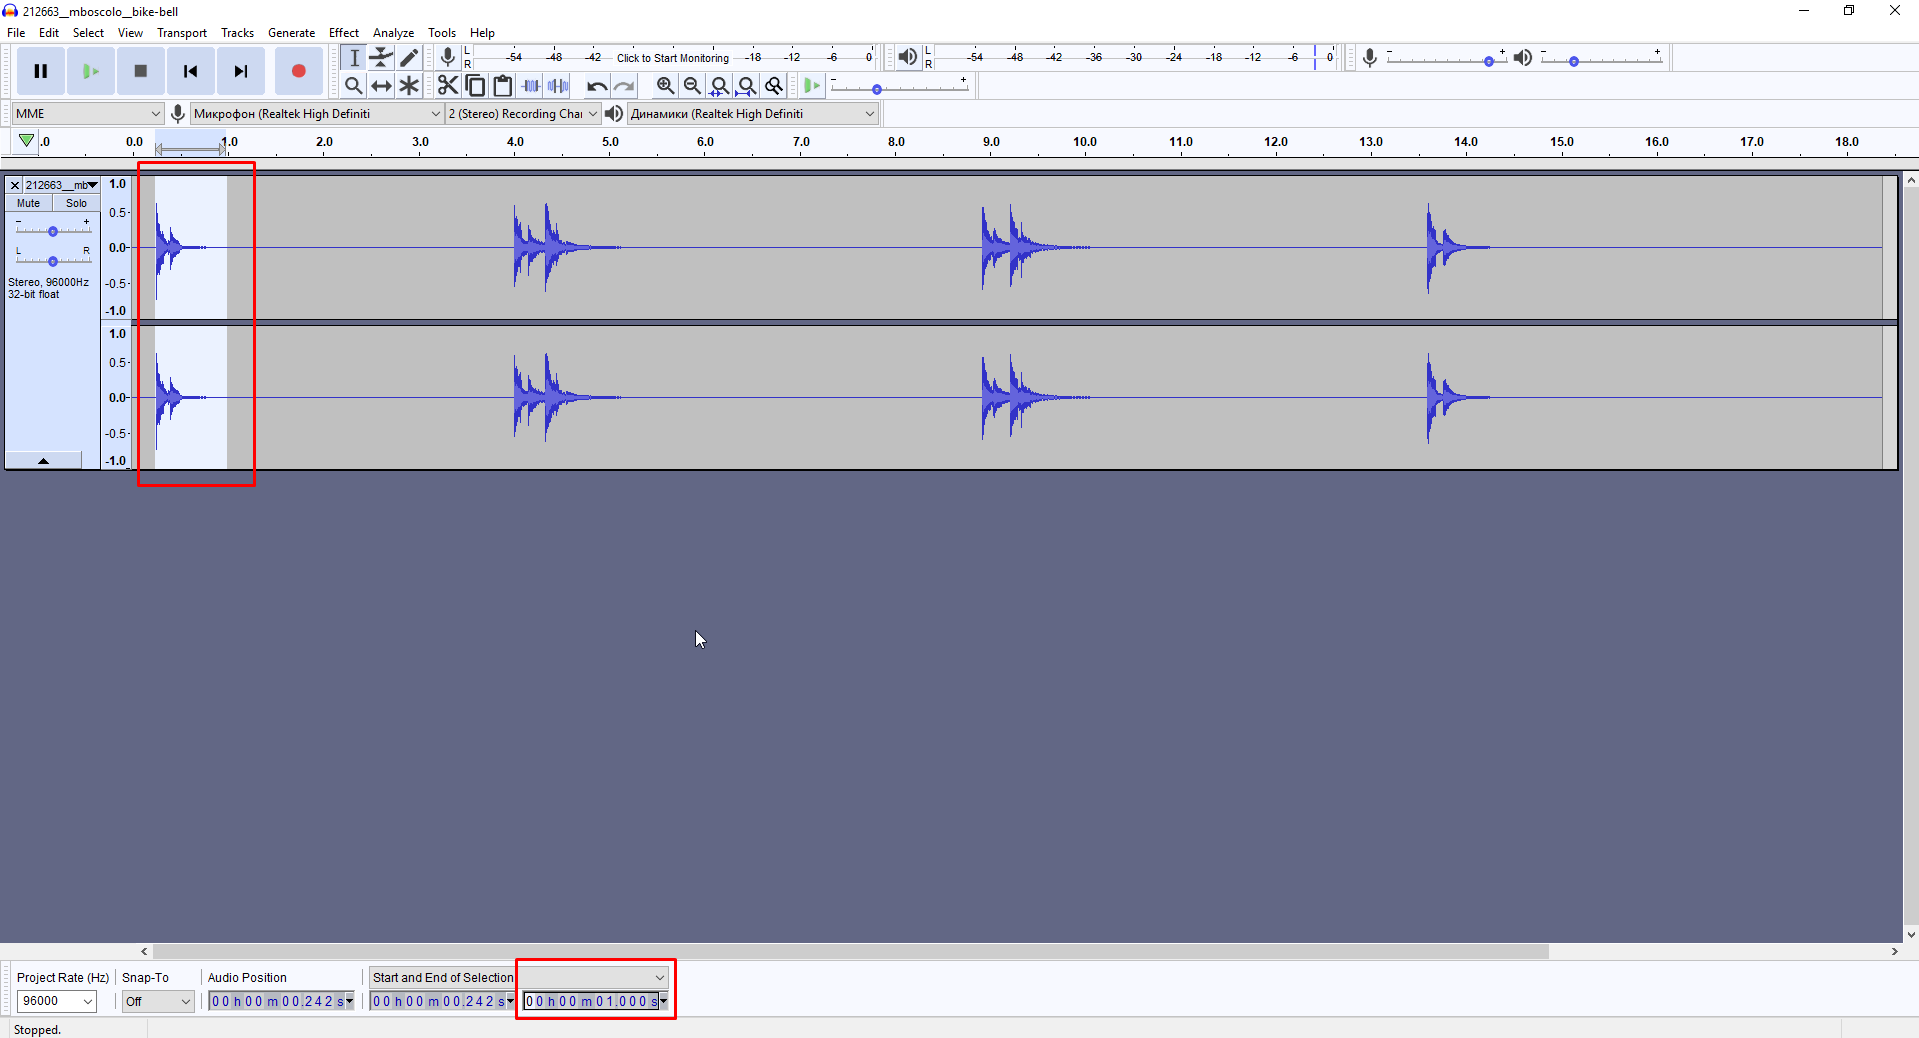 212663__mboscolo__bike-bell
File Edit Select View Transport Tracks Generate Effect Analyze Tools Help
L
R
-54 -48 -42 Click to Start Monitoring -18 -12 -6 0
L
R
-54 -48 -42 -36 -30 -24 -18 -12 -6 0
- +
- +
- +
MME Микрофон (Realtek High Definiti 2 (Stereo) Recording Chai Динамики (Realtek High Definiti
.0 0.0 1.0 2.0 3.0 4.0 5.0 6.0 7.0 8.0 9.0 10.0 11.0 12.0 13.0 14.0 15.0 16.0 17.0 18.0
212663__mb
Mute Solo
- +
L R
Stereo, 96000Hz
32-bit float
1.0
0.5-
0.0-
-0.5-
-1.0
1.0
0.5-
0.0-
-0.5-
-1.0
Project Rate (Hz) Snap-To Audio Position Start and End of Selection
96000 Off 00 h 00 m 00.242 s 00 h 00 m 00.242 s 00 h 00 m 01.000 s
Stopped.